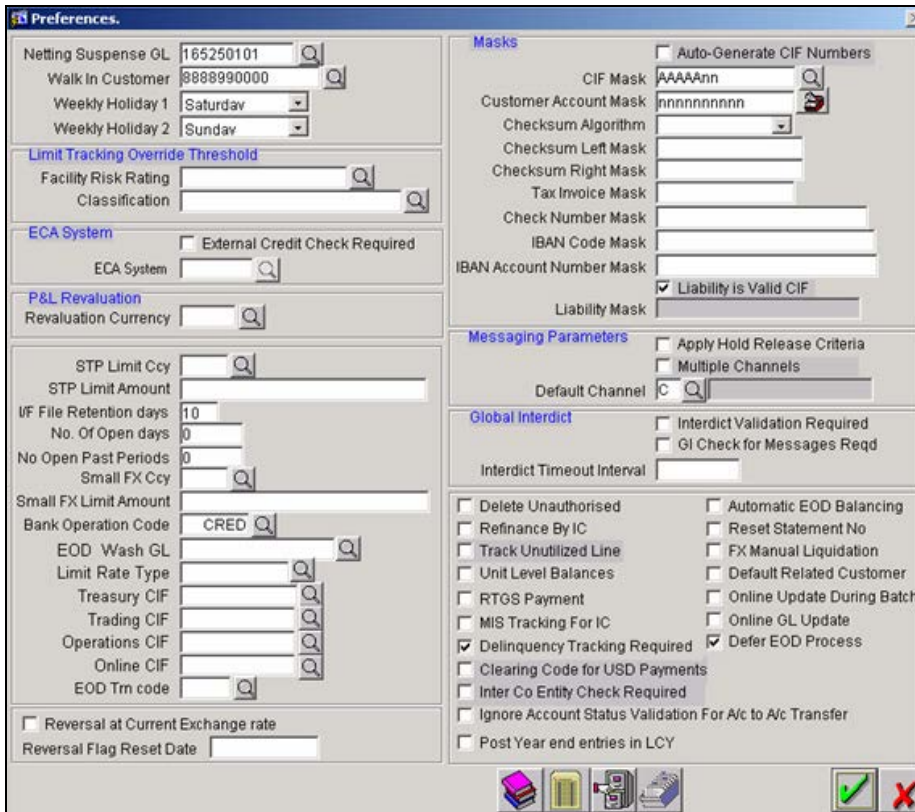 Preferences.
Netting Suspense GL 165250101
Walk In Customer 8888990000
Weekly Holiday 1 Saturday
Weekly Holiday 2 Sunday
Limit Tracking Override Threshold
Facility Risk Rating
Classification
ECA System
External Credit Check Required
ECA System
P&L Revaluation
Revaluation Currency
STP Limit Ccy
STP Limit Amount
I/F File Retention days 10
No. Of Open days 0
No Open Past Periods 0
Small FX Ccy
Small FX Limit Amount
Bank Operation Code CRED
EOD Wash GL
Limit Rate Type
Treasury CIF
Trading CIF
Operations CIF
Online CIF
EOD Trn code
Reversal at Current Exchange rate
Reversal Flag Reset Date
Masks
Auto-Generate CIF Numbers
CIF Mask AAAAAnn
Customer Account Mask nnnnnnnnnn
Checksum Algorithm
Checksum Left Mask
Checksum Right Mask
Tax Invoice Mask
Check Number Mask
IBAN Code Mask
IBAN Account Number Mask
Liability is Valid CIF
Liability Mask
Messaging Parameters
Apply Hold Release Criteria
Multiple Channels
Default Channel C
Global Interdict
Interdict Validation Required
GI Check for Messages Reqd
Interdict Timeout Interval
Delete Unauthorised
Refinance By IC
Track Unutilized Line
Unit Level Balances
RTGS Payment
MIS Tracking For IC
Delinquency Tracking Required
Clearing Code for USD Payments
Inter Co Entity Check Required
Ignore Account Status Validation For A/c to A/c Transfer
Post Year end entries in LCY
Automatic EOD Balancing
Reset Statement No
FX Manual Liquidation
Default Related Customer
Online Update During Batch
Online GL Update
Defer EOD Process